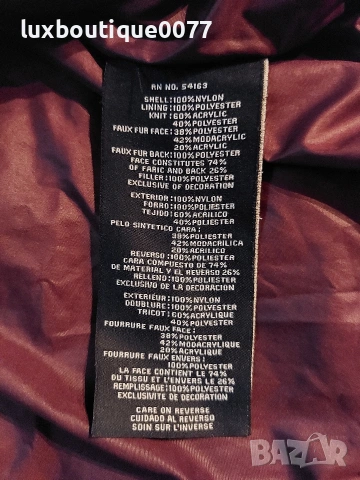 luxboutique0077
RN NO. 54163
SHELL:100%NYLON
LINING:100%POLYESTER
KNIT:60%ACRYLIC
40%POLYESTER
FAUX FUR FACE:38%POLYESTER
42%MODACRYLIC
20%ACRYLIC
FAUX FUR BACK:100%POLYESTER
FACE CONSTITUTES 74%
OF FARIC AND BACK 26%
FILLER:100%POLYESTER
EXCLUSIVE OF DECORATION
EXTERIOR:100%NYLON
FORRO:100%POLIESTER
TEJIDO:60%ACRILICO
40%POLIESTER
PELO SINTETICO CARA:
38%POLIESTER
42%MODACRILICA
20%ACRILICO
REVERSO:100%POLIESTER
CARA COMPUESTO DE 74%
DE MATERIAL Y EL REVERSO 26%
RELLENO:100%POLIESTER
EXCLUSIVO DE LA DECORACION
EXTERIEUR:100%NYLON
DOUBLURE:100%POLYESTER
TRICOT:60%ACRYLIQUE
40%POLYESTER
FOURRURE FAUX FACE:
38%POLYESTER
42%MODACRYLIQUE
20%ACRYLIQUE
FOURRURE FAUX ENVERS:
100%POLYESTER
LA FACE CONTIENT LE 74%
DU TISSU ET L'ENVERS LE 26%
REMPLISSAGE:100%POLYESTER
EXCLUSIVITE DE DECORATION
CARE ON REVERSE
CUIDADO AL REVERSO
SOIN SUR L'INVERSE
BAZAR